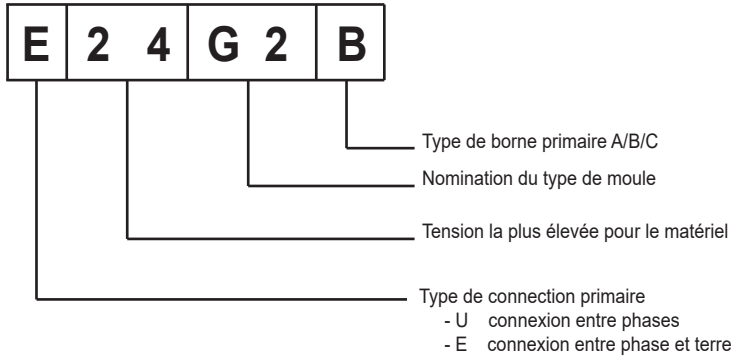 E 2 4 G 2 B
Type de borne primaire A/B/C
Nomination du type de moule
Tension la plus élevée pour le matériel
Type de connection primaire
- U connexion entre phases
- E connexion entre phase et terre